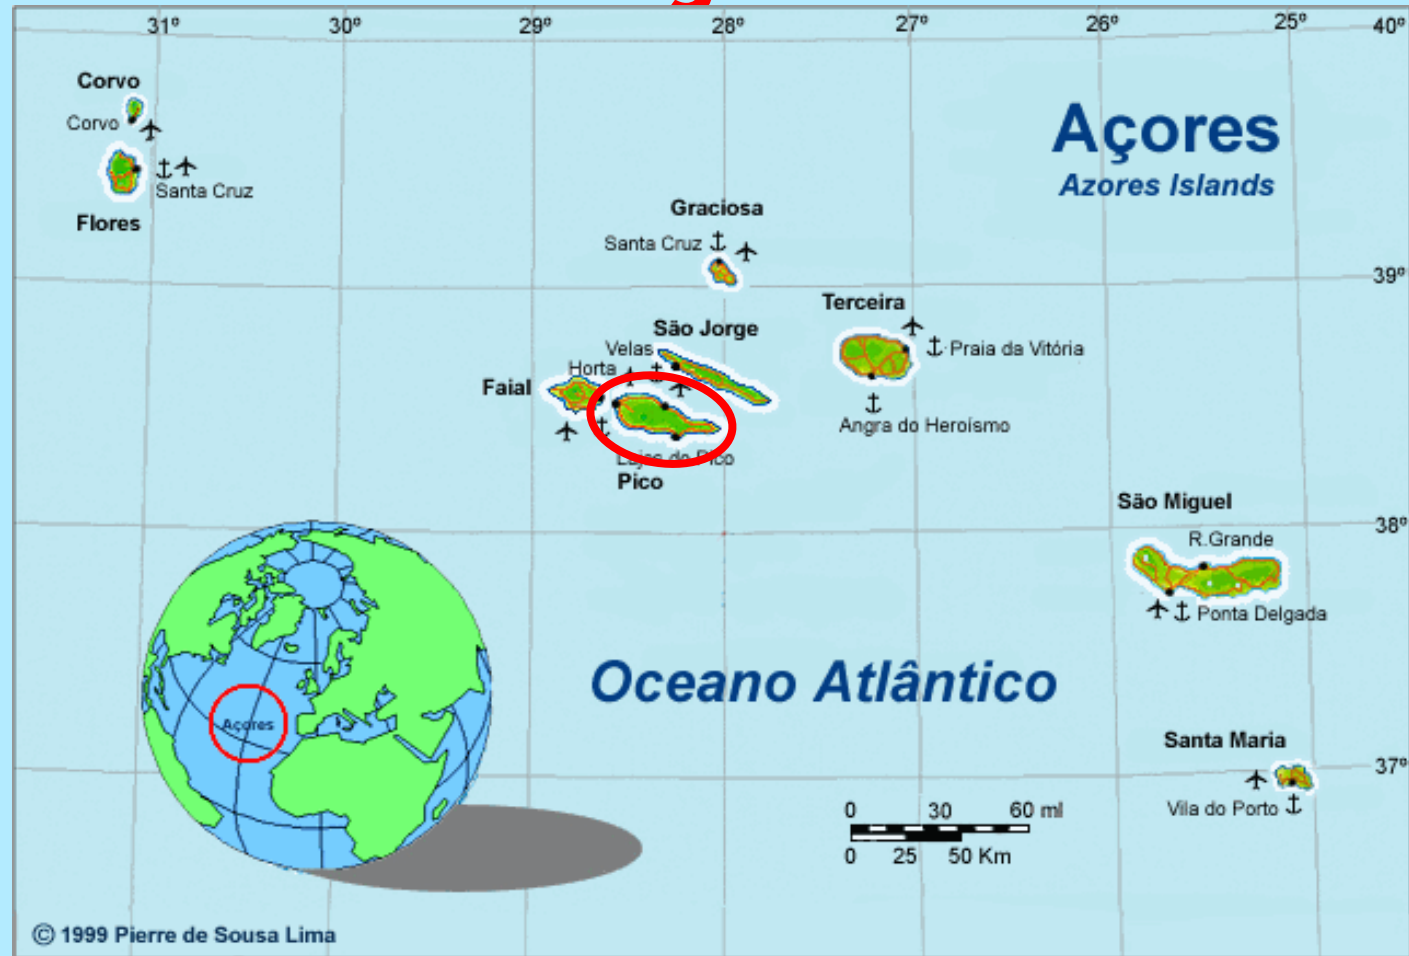 31º 30º 29º 28º 27º 26º 25º 40º
Corvo
Corvo
Santa Cruz
Flores
Açores
Azores Islands
Graciosa
Santa Cruz
39º
Terceira
São Jorge
Velas
Praia da Vitória
Horta
Faial
Angra do Heroísmo
Lajes do Pico
Pico
São Miguel
38º
R.Grande
Ponta Delgada
Oceano Atlântico
Açores
Santa Maria
37º
Vila do Porto
0 30 60 ml
0 25 50 Km
© 1999 Pierre de Sousa Lima